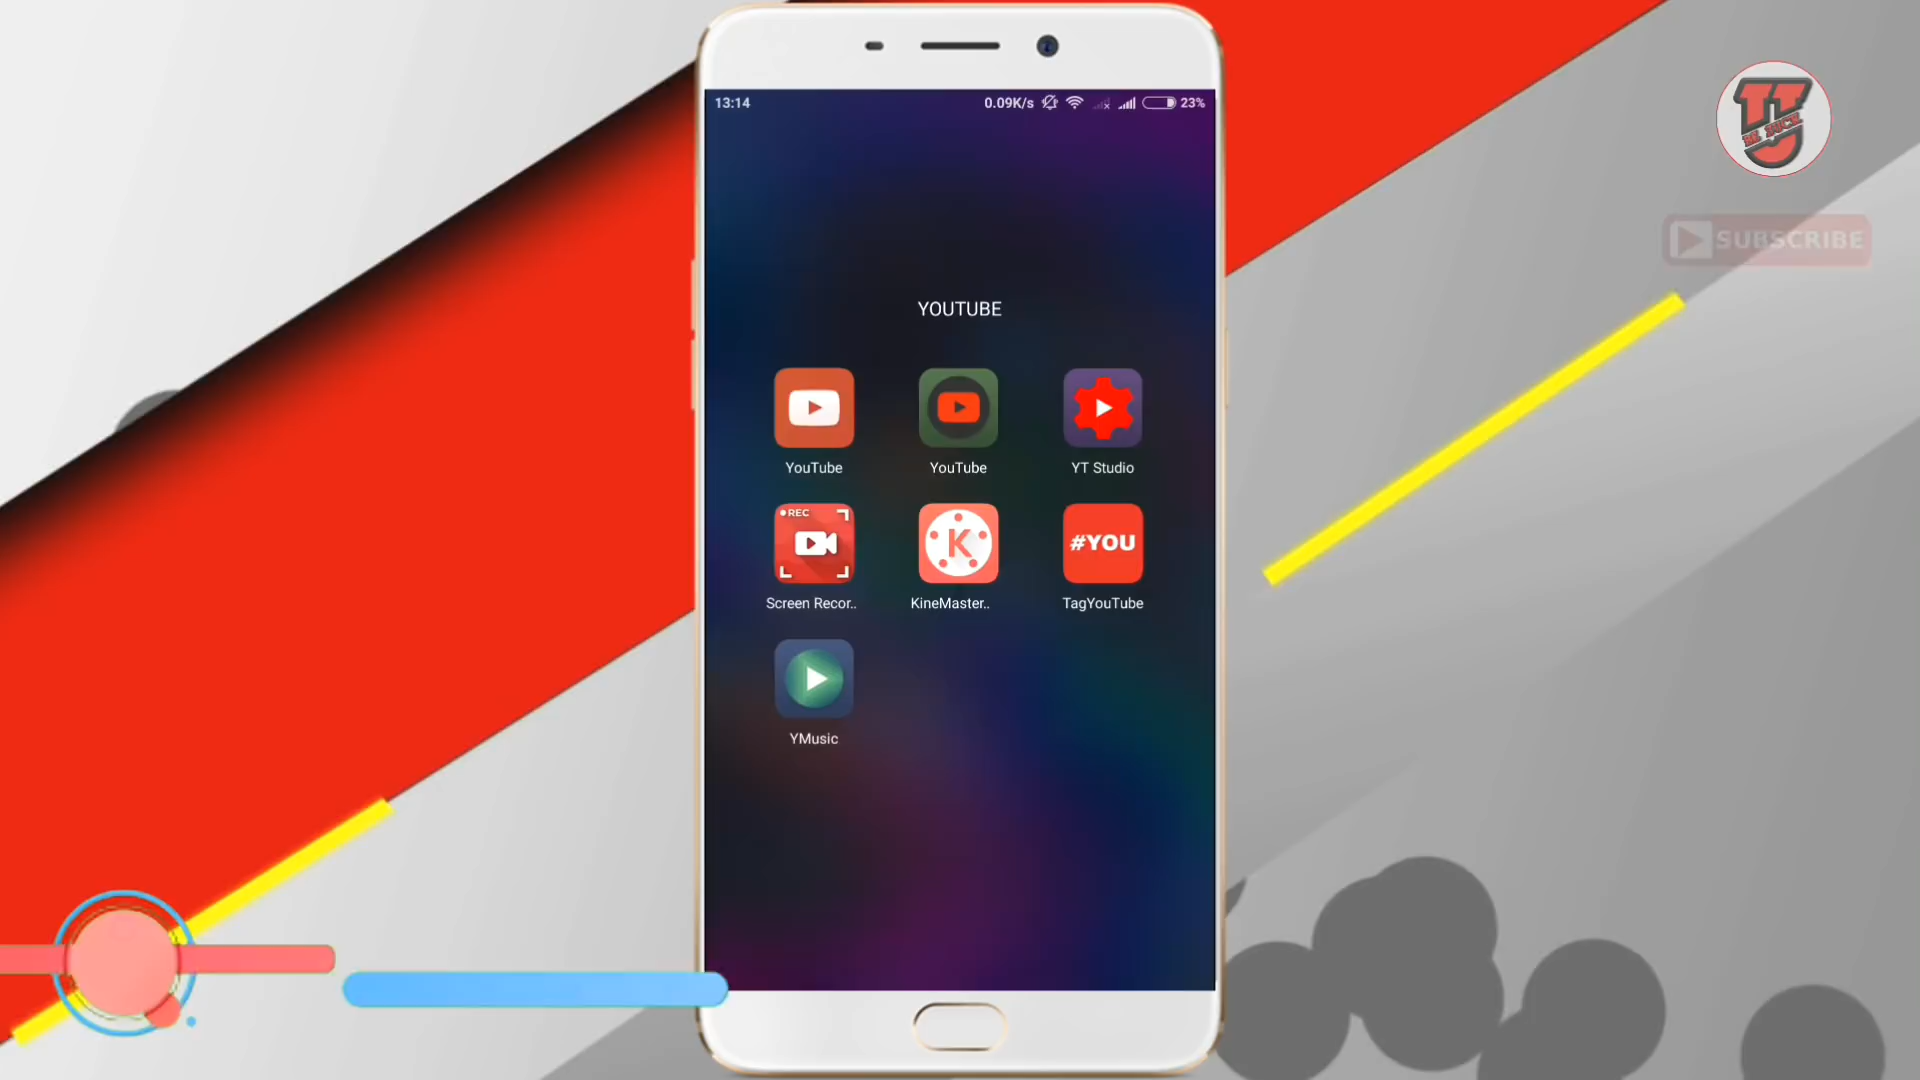 13:14 0.09K/s 23%
SUBSCRIBE
YOUTUBE
YouTube YouTube YT Studio
REC
K
#YOU
Screen Recor.. KineMaster.. TagYouTube
YMusic